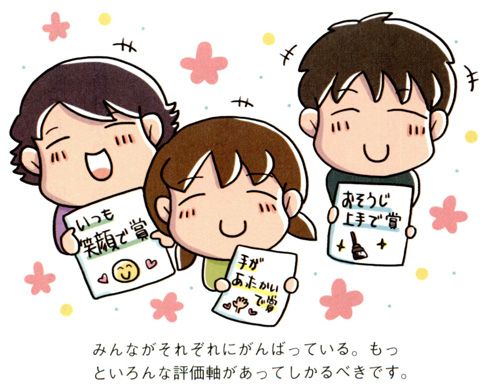 いつも
笑顔で賞
手が
あたたかい
で賞
おそうじ
上手で賞
みんながそれぞれにがんばっている。もっ
といろんな評価軸があってしかるべきです。